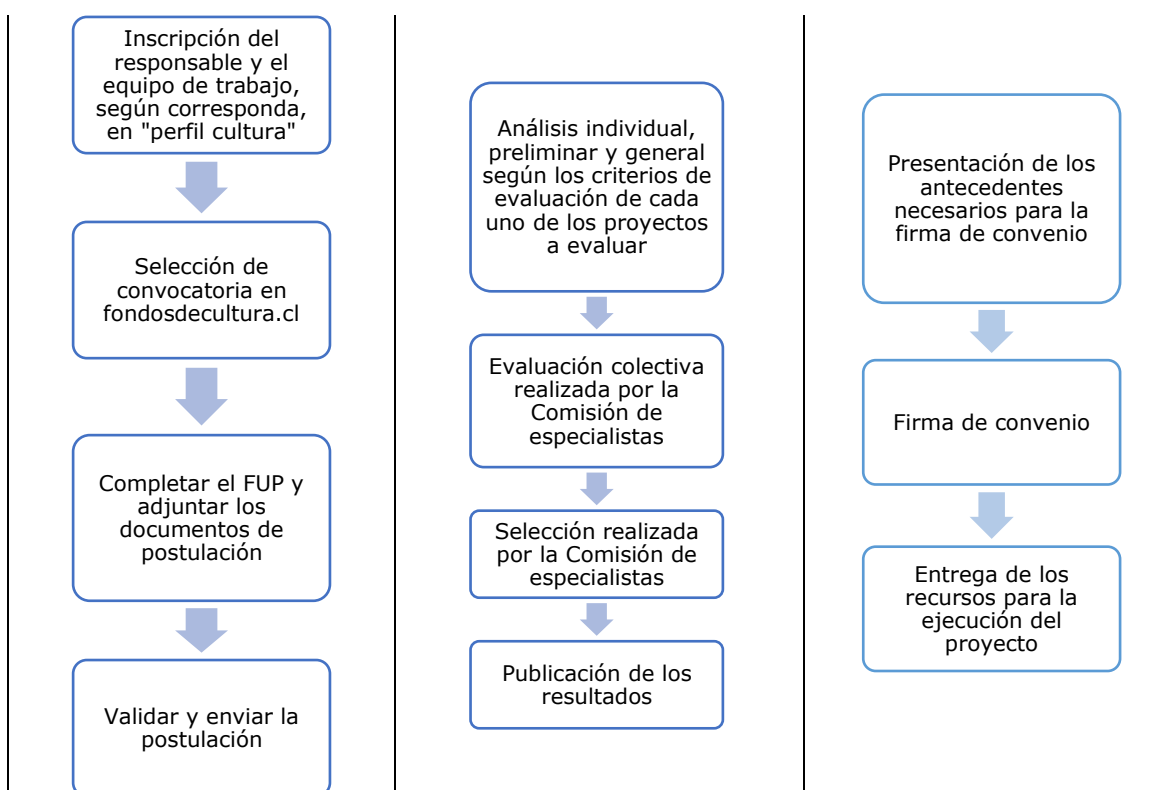 Inscripción del
responsable y el
equipo de trabajo,
según corresponda,
en "perfil cultura"
Selección de
convocatoria en
fondosdecultura.cl
Completar el FUP y
adjuntar los
documentos de
postulación
Validar y enviar la
postulación
Análisis individual,
preliminar y general
según los criterios de
evaluación de cada
uno de los proyectos
a evaluar
Evaluación colectiva
realizada por la
Comisión de
especialistas
Selección realizada
por la Comisión de
especialistas
Publicación de los
resultados
Presentación de los
antecedentes
necesarios para la
firma de convenio
Firma de convenio
Entrega de los
recursos para la
ejecución del
proyecto